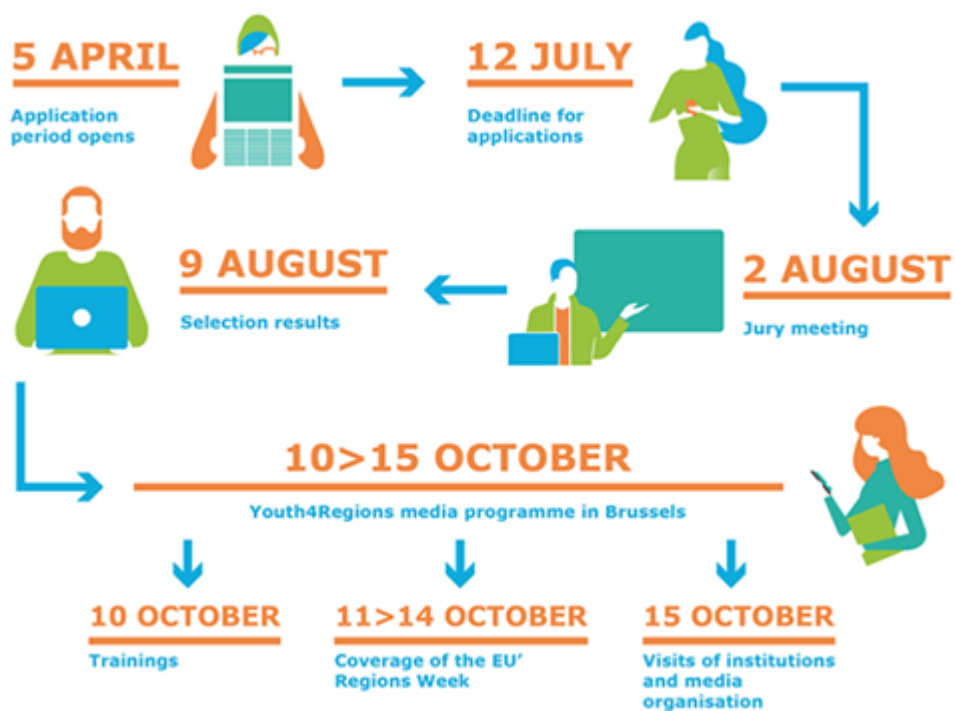 5 APRIL
Application
period opens
12 JULY
Deadline for
applications
2 AUGUST
Jury meeting
9 AUGUST
Selection results
10>15 OCTOBER
Youth4Regions media programme in Brussels
10 OCTOBER
Trainings
11>14 OCTOBER
Coverage of the EU'
Regions Week
15 OCTOBER
Visits of institutions
and media
organisation